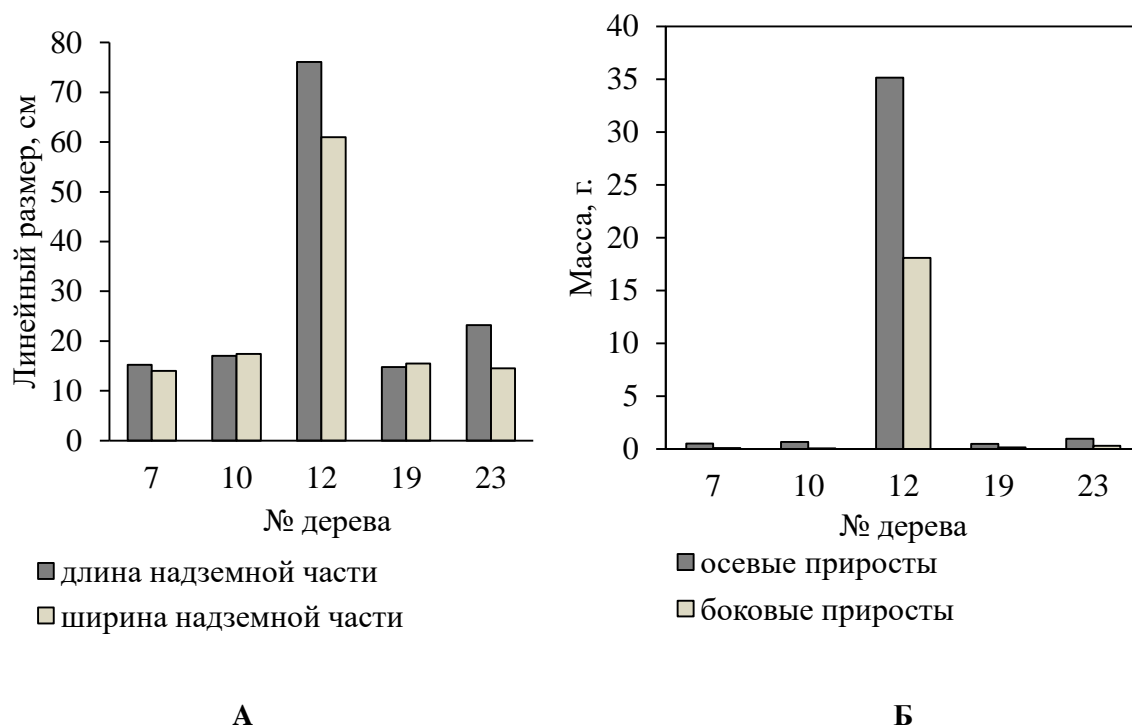 Линейный размер, см
80
70
60
50
40
30
20
10
0
7 10 12 19 23
№ дерева
длина надземной части
ширина надземной части
А
Масса, г.
40
35
30
25
20
15
10
5
0
7 10 12 19 23
№ дерева
осевые приросты
боковые приросты
Б